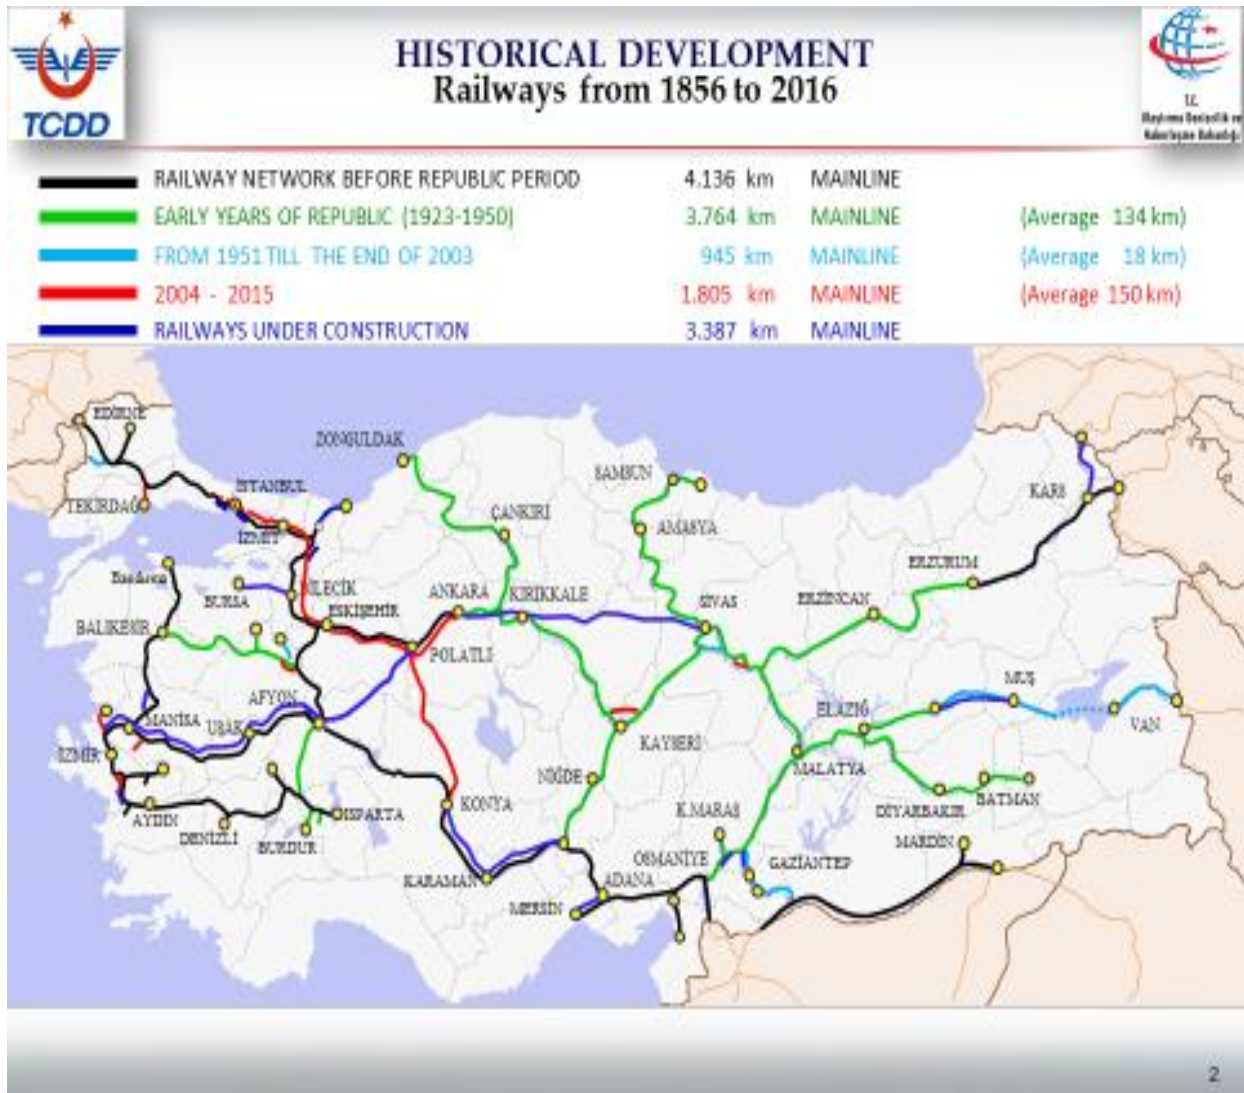 TCDD
HISTORICAL DEVELOPMENT
Railways from 1856 to 2016
T.C.
RAILWAY NETWORK BEFORE REPUBLIC PERIOD 4.136 km MAINLINE
EARLY YEARS OF REPUBLIC (1923-1950) 3.764 km MAINLINE (Average 134 km)
FROM 1951 TILL THE END OF 2003 945 km MAINLINE (Average 18 km)
2004 - 2015 1.805 km MAINLINE (Average 150 km)
RAILWAYS UNDER CONSTRUCTION 3.387 km MAINLINE
EDİRNE
ZONGULDAK
SAMSUN
İSTANBUL
KARS
TEKİRDAĞ
ÇANKIRI
AMASYA
İZMİT
ERZURUM
Bandırma
BİLECİK
BURSA
ANKARA
KIRIKKALE
SİVAS
ERZİNCAN
ESKİŞEHİR
BALIKESİR
POLATLI
MUŞ
AFYON
ELAZIĞ
MANİSA
UŞAK
VAN
İZMİR
KAYSERİ
MALATYA
NİĞDE
BATMAN
KONYA
K.MARAŞ
DİYARBAKIR
AYDIN
ISPARTA
DENİZLİ
BURDUR
MARDİN
OSMANİYE
GAZİANTEP
KARAMAN
ADANA
MERSİN
2